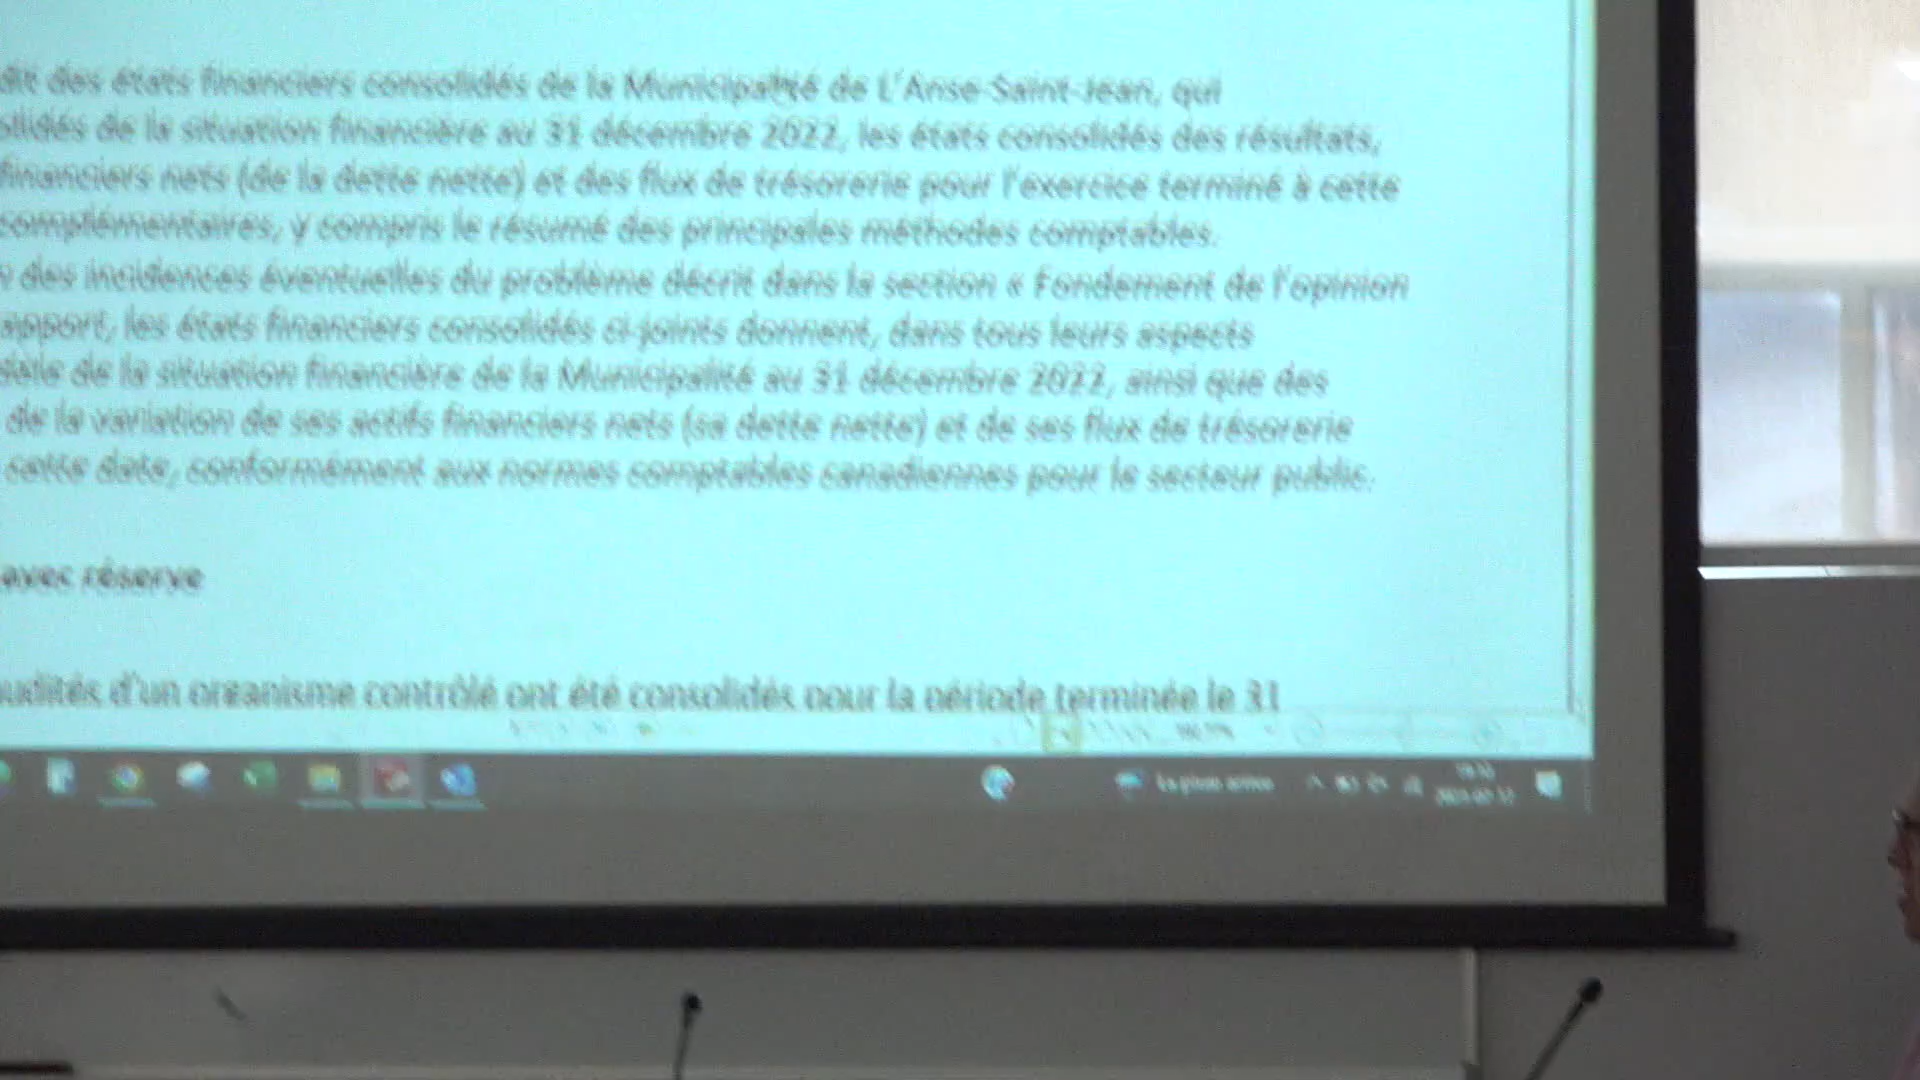 dit des états financiers consolidés de la Municipalité de L'Anse-Saint-Jean, qui
olidés de la situation financière au 31 décembre 2022, les états consolidés des résultats,
financiers nets (de la dette nette) et des flux de trésorerie pour l'exercice terminé à cette
complémentaires, y compris le résumé des principales méthodes comptables.
des incidences éventuelles du problème décrit dans la section « Fondement de l'opinion
apport, les états financiers consolidés ci-joints donnent, dans tous leurs aspects
dèle de la situation financière de la Municipalité au 31 décembre 2022, ainsi que des
de la variation de ses actifs financiers nets (sa dette nette) et de ses flux de trésorerie
cette date, conformément aux normes comptables canadiennes pour le secteur public.
avec réserve
audités d'un organisme contrôlé ont été consolidés pour la période terminée le 31